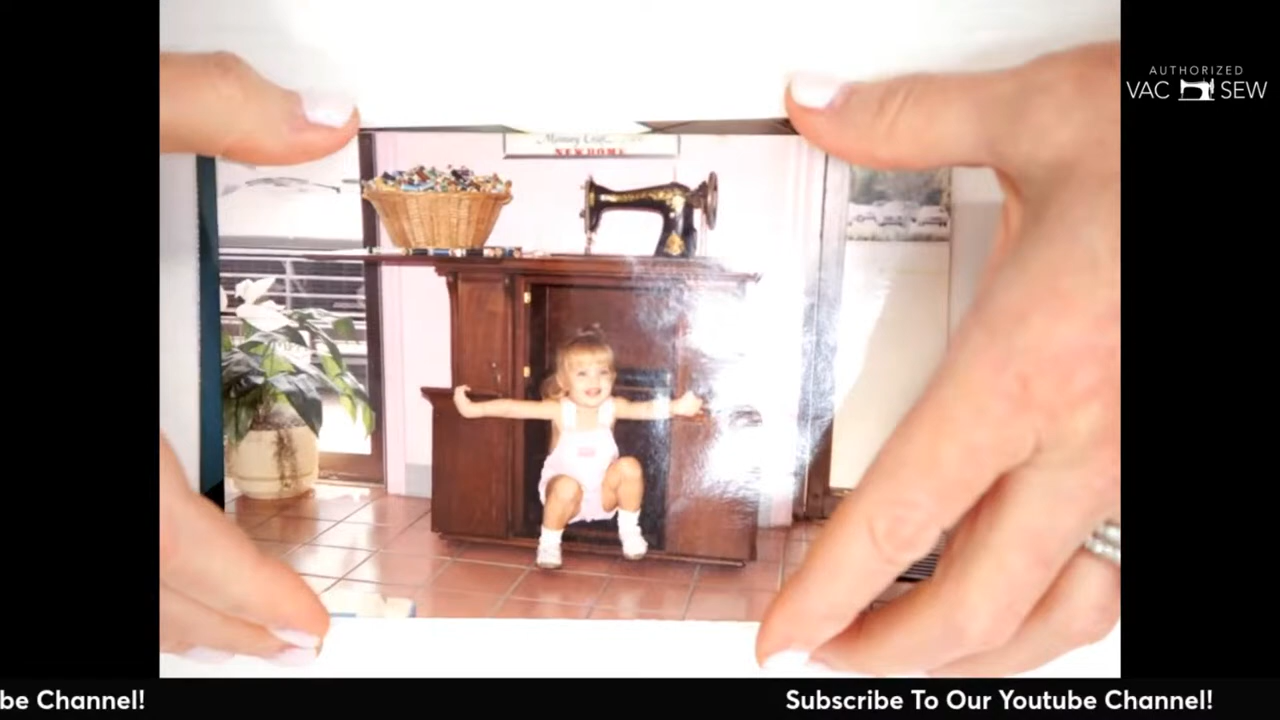 AUTHORIZED
VAC SEW
NEW HOME
be Channel!
Subscribe To Our Youtube Channel!